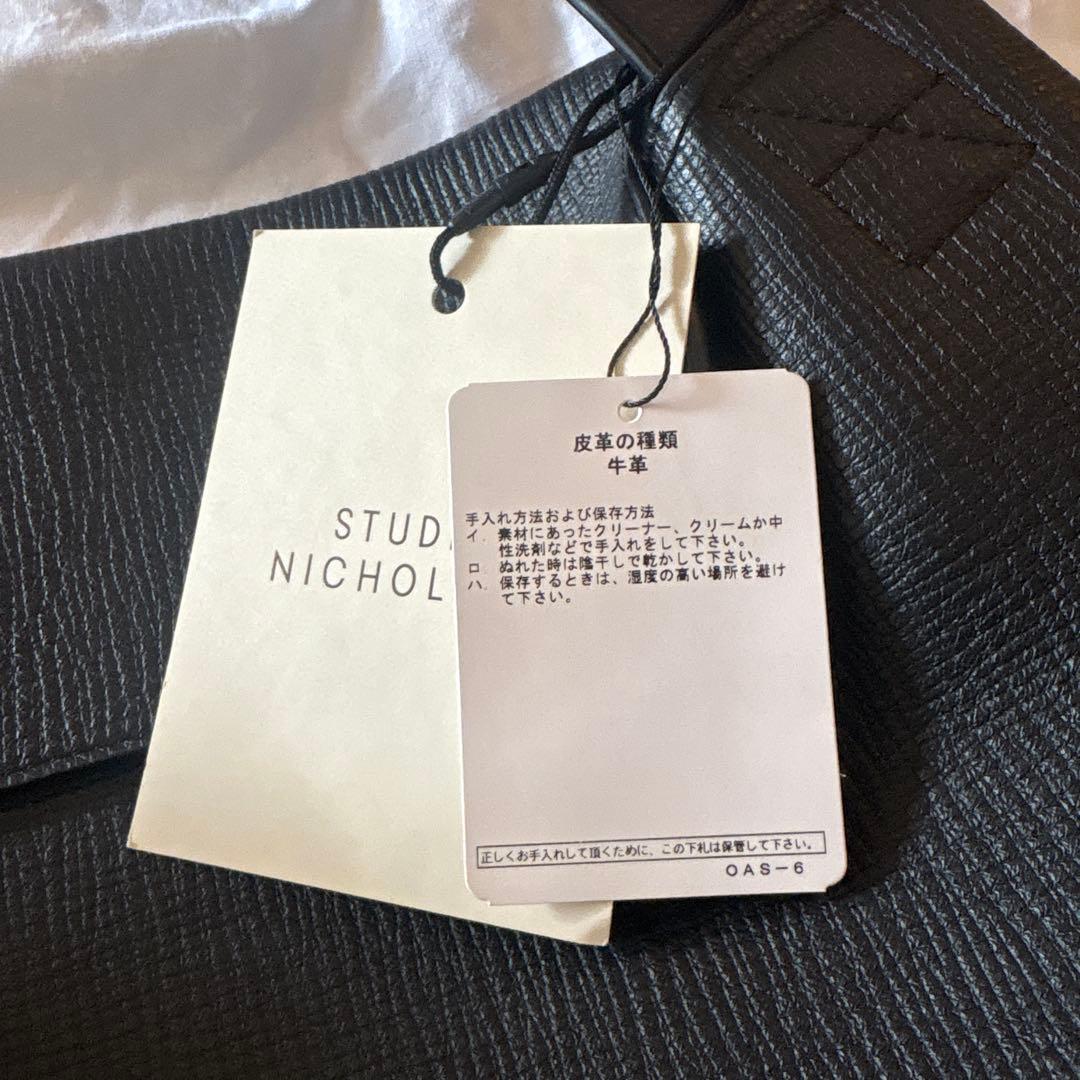 STUD
NICHOL
皮革の種類
牛革
手入れ方法および保存方法
イ. 素材にあったクリーナー、クリームか中
性洗剤などで手入れをして下さい。
ロ. ぬれた時は陰干しで乾かして下さい。
ハ. 保存するときは、湿度の高い場所を避け
て下さい。
正しくお手入れして頂くために、この下札は保管して下さい。
OAS-6